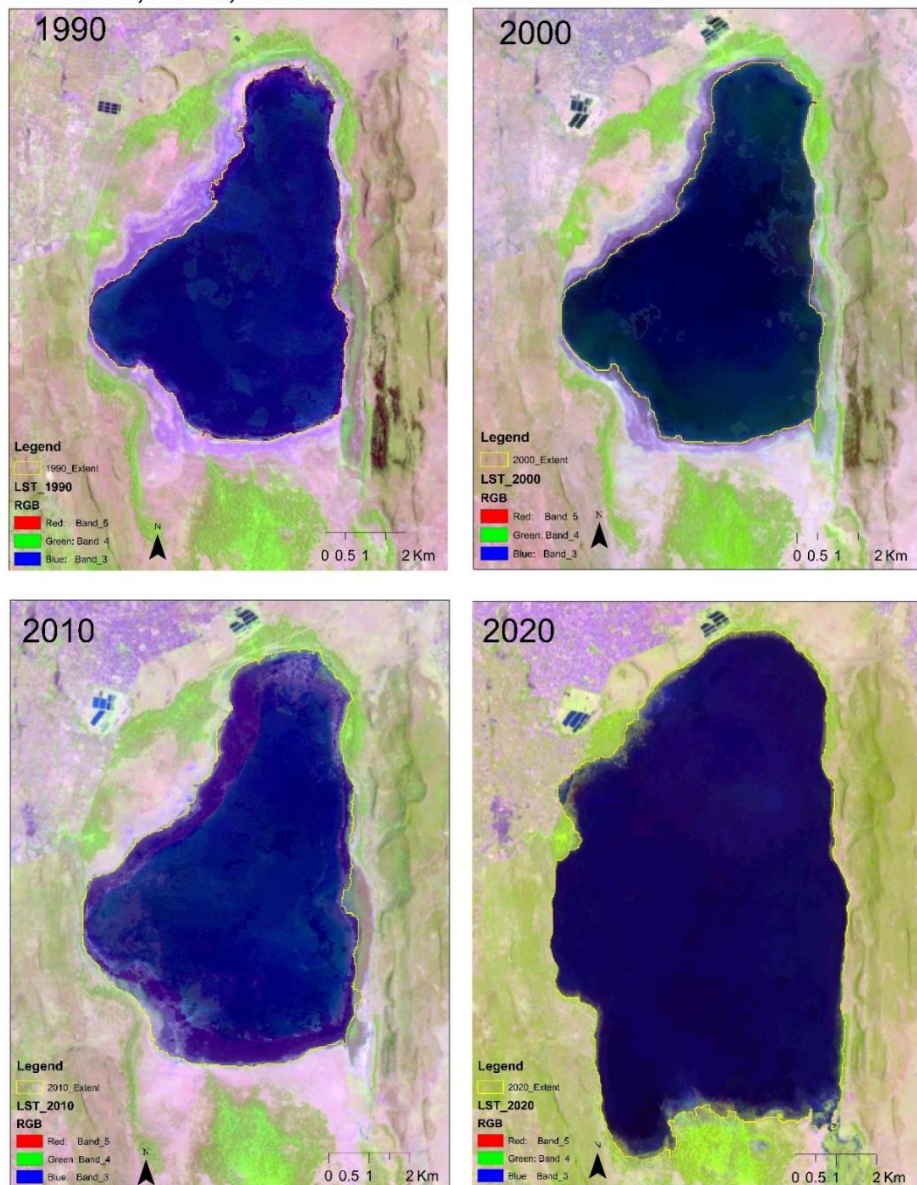 1990
Legend
1990_Extent
LST_1990
RGB
Red: Band_5
Green: Band_4
Blue: Band_3
N
0 0.5 1 2 Km
2000
Legend
2000_Extent
LST_2000
RGB
Red: Band_5
Green: Band_4
Blue: Band_3
N
0 0.5 1 2 Km
2010
Legend
2010_Extent
LST_2010
RGB
Red: Band_5
Green: Band_4
Blue: Band_3
N
0 0.5 1 2 Km
2020
Legend
2020_Extent
LST_2020
RGB
Red: Band_5
Green: Band_4
Blue: Band_3
0 0.5 1 2 Km